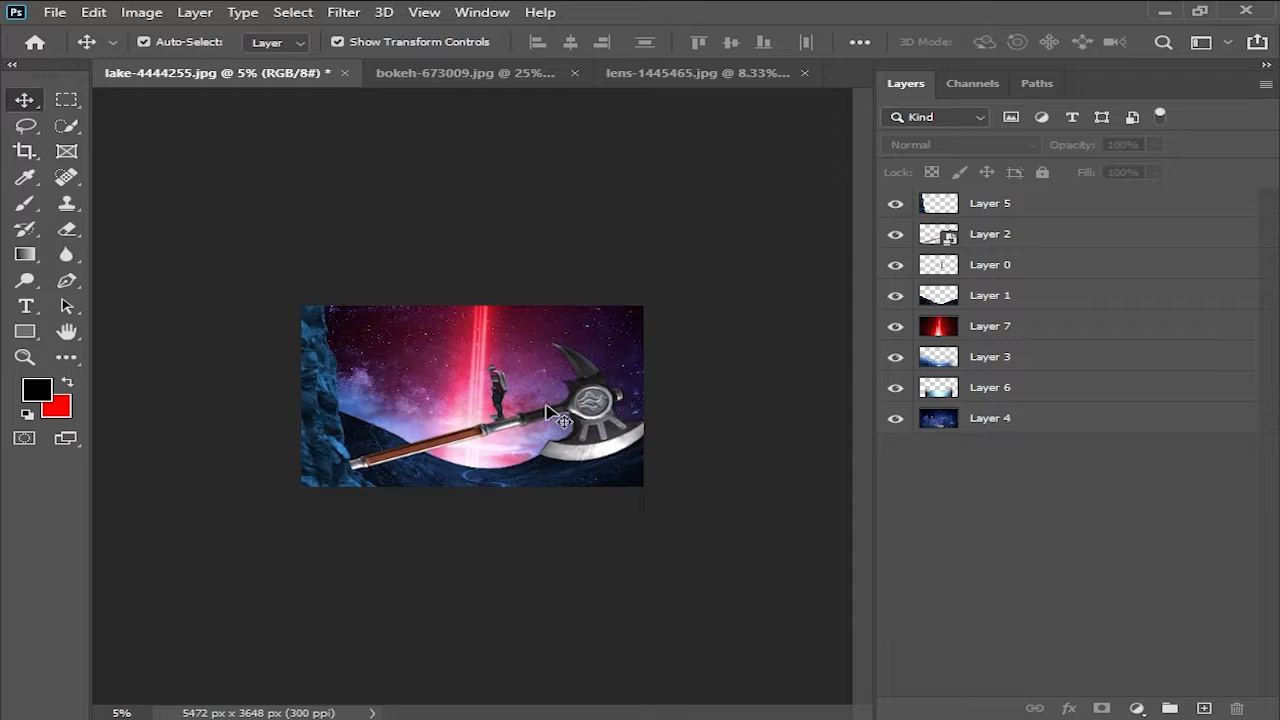 Ps File Edit Image Layer Type Select Filter 3D View Window Help
Auto-Select: Layer Show Transform Controls 3D Mode:
lake-4444255.jpg @ 5% (RGB/8#) * bokeh-673009.jpg @ 25%... lens-1445465.jpg @ 8.33%...
Layers Channels Paths
Kind
Normal Opacity: 100%
Lock: Fill: 100%
Layer 5
Layer 2
Layer 0
Layer 1
Layer 7
Layer 3
Layer 6
Layer 4
5% 5472 px x 3648 px (300 ppi)